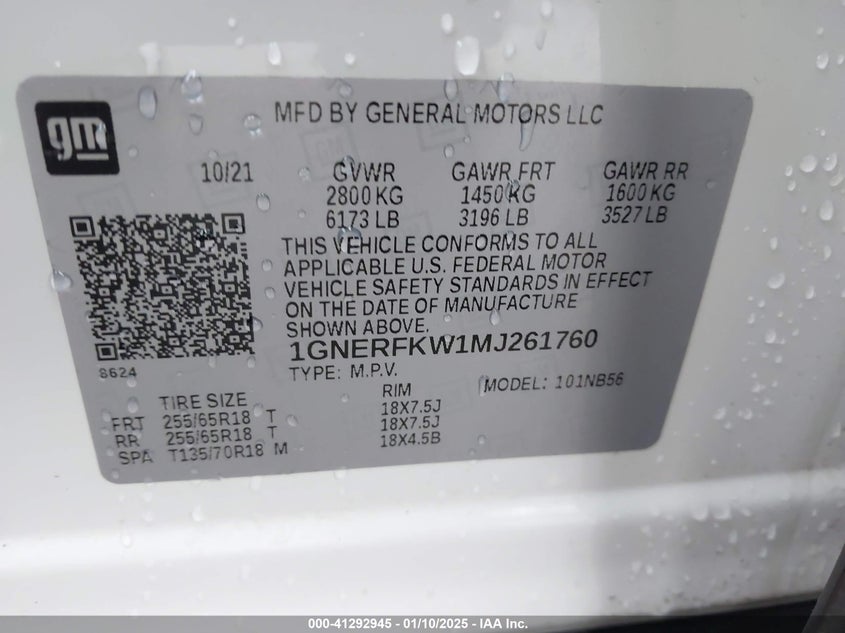 gm
MFD BY GENERAL MOTORS LLC
10/21 GVWR GAWR FRT GAWR RR
2800 KG 1450 KG 1600 KG
6173 LB 3196 LB 3527 LB
THIS VEHICLE CONFORMS TO ALL
APPLICABLE U.S. FEDERAL MOTOR
VEHICLE SAFETY STANDARDS IN EFFECT
ON THE DATE OF MANUFACTURE
SHOWN ABOVE.
1GNERFKW1MJ261760
8624
TYPE: M.P.V.
MODEL: 101NB56
TIRE SIZE RIM
FRT 255/65R18 T 18X7.5J
RR 255/65R18 T 18X7.5J
SPA T135/70R18 M 18X4.5B
000-41292945 - 01/10/2025 - IAA Inc.